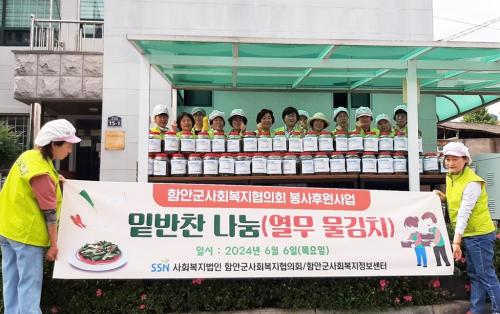 함안군사회복지협의회 봉사후원사업
밑반찬 나눔(열무 물김치)
일시 : 2024년 6월 6일(목요일)
SSN 사회복지법인 함안군사회복지협의회/함안군사회복지정보센터